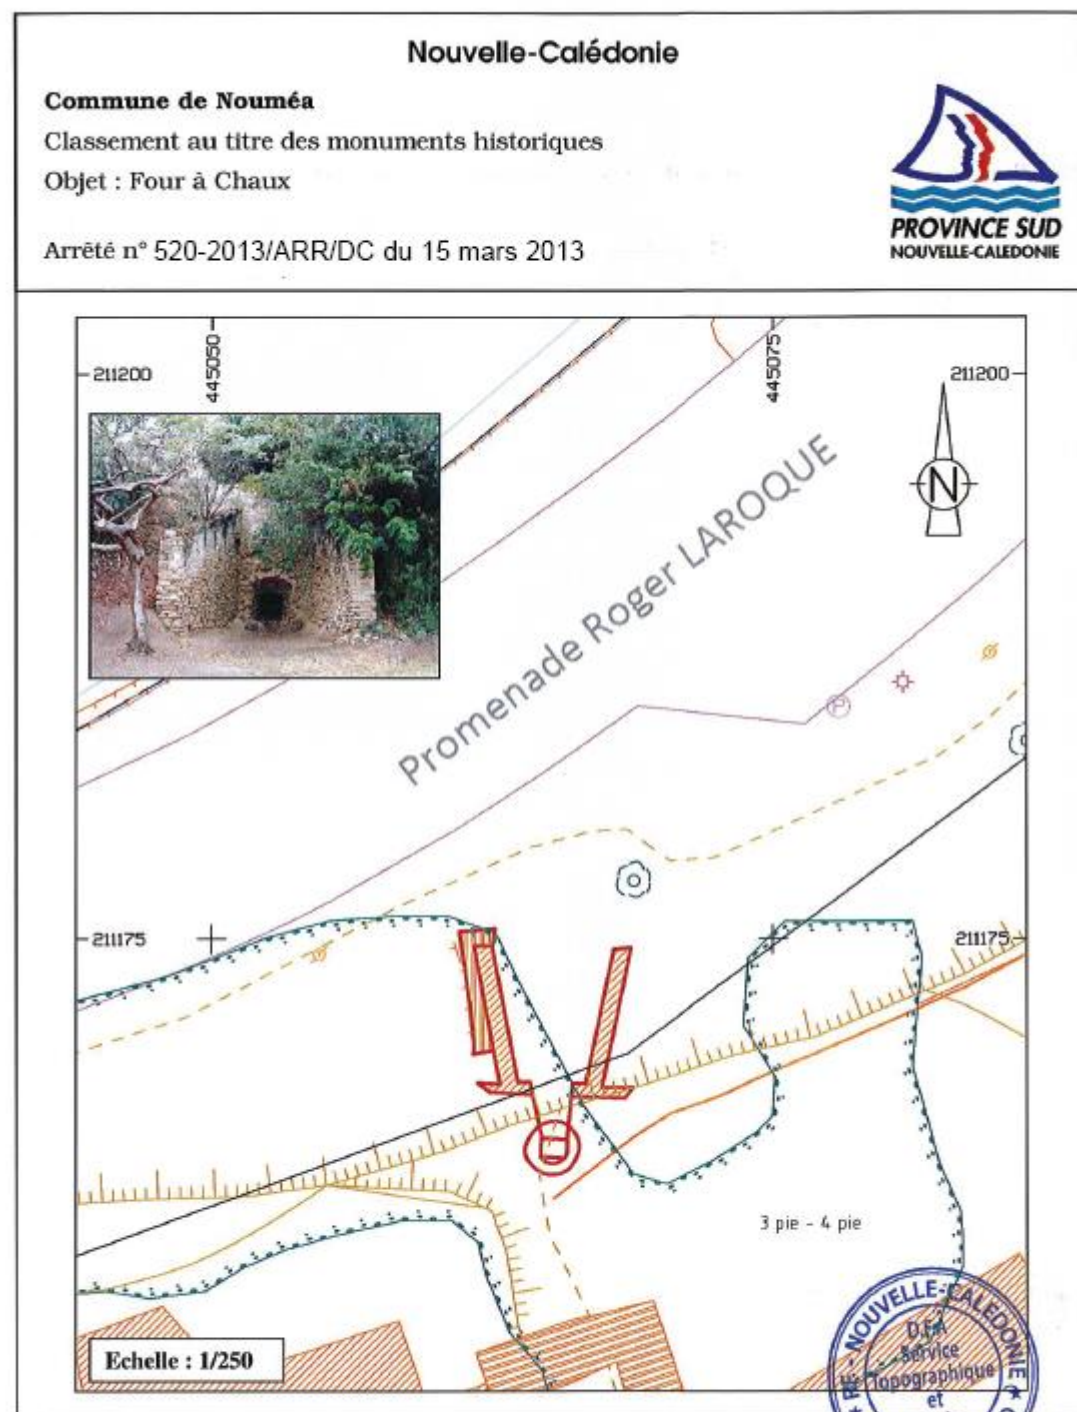 Nouvelle-Calédonie
Commune de Nouméa
Classement au titre des monuments historiques
Objet : Four à Chaux
Arrêté n° 520-2013/ARR/DC du 15 mars 2013
PROVINCE SUD
NOUVELLE-CALEDONIE
211200
445050
445075
211200
N
Promenade Roger LAROQUE
211175
211175
3 pie - 4 pie
Echelle : 1/250
NOUVELLE-CALEDONIE
Service
Topographique
et